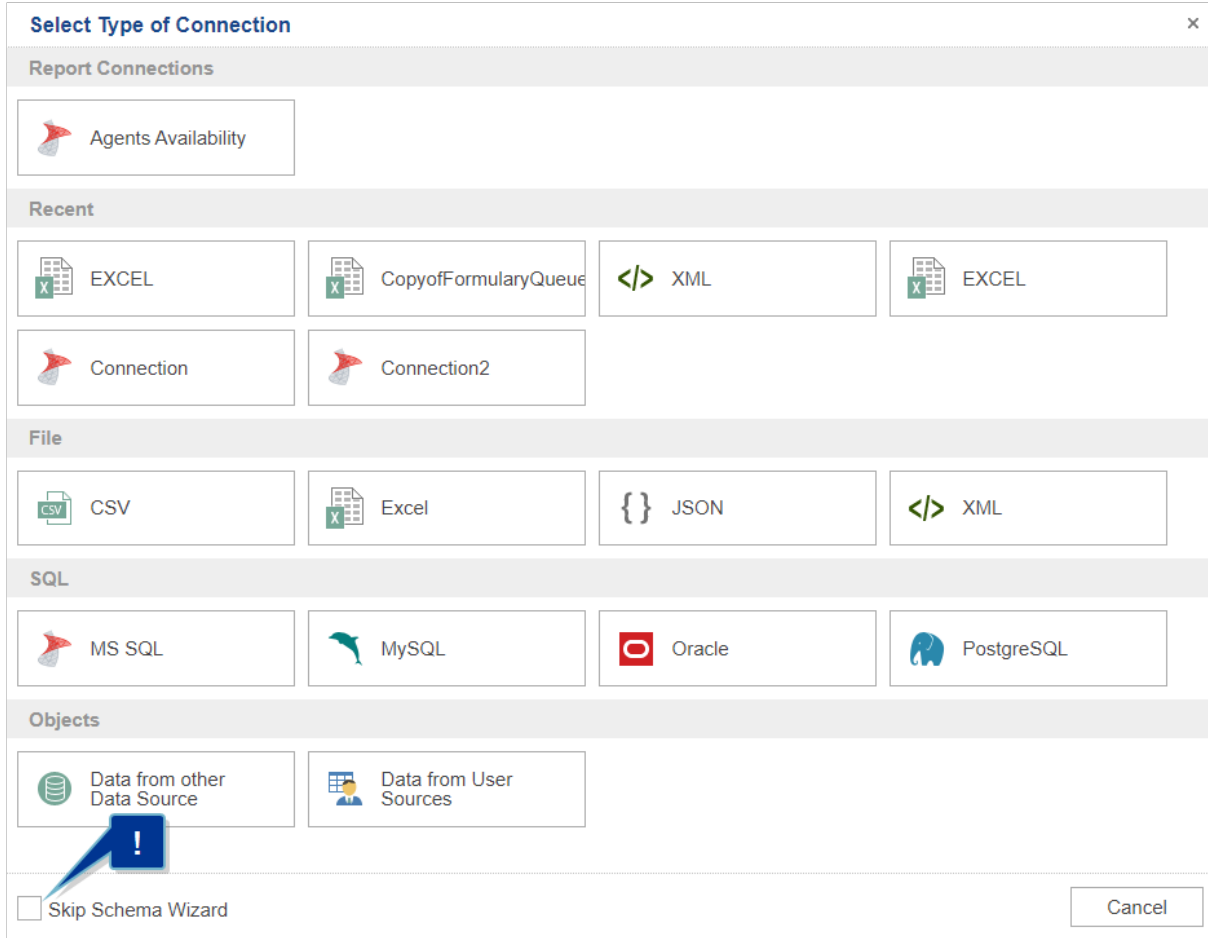 Select Type of Connection
×
Report Connections
Agents Availability
Recent
X
EXCEL
X
CopyofFormularyQueue
</>
XML
X
EXCEL
Connection
Connection2
File
CSV
CSV
X
Excel
{ }
JSON
</>
XML
SQL
MS SQL
MySQL
Oracle
PostgreSQL
Objects
Data from other
Data Source
Data from User
Sources
!
Skip Schema Wizard
Cancel